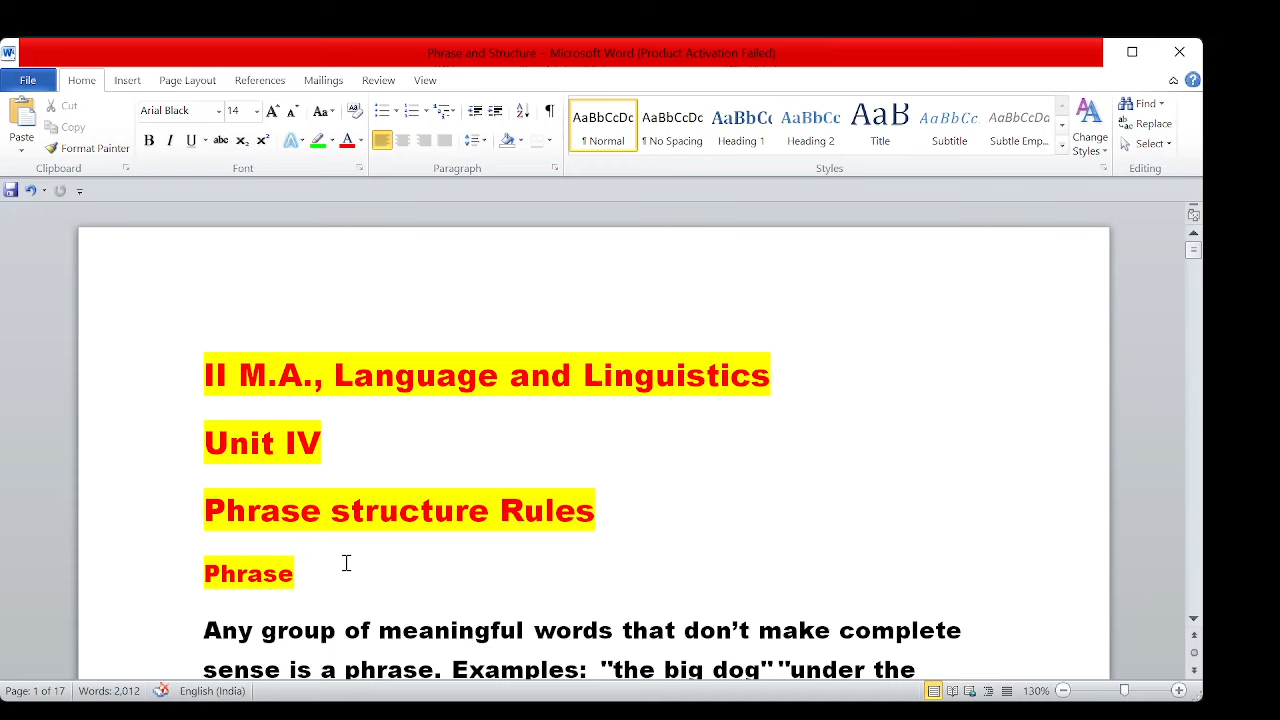 Phrase and Structure - Microsoft Word (Product Activation Failed)
File Home Insert Page Layout References Mailings Review View
Paste
Cut
Copy
Format Painter
Clipboard
Arial Black 14
Font
Paragraph
AaBbCcDc AaBbCcDc AaBbCc AaBbCc AaB AaBbCc. AaBbCcDa
¶ Normal ¶ No Spacing Heading 1 Heading 2 Title Subtitle Subtle Emp...
Change Styles
Styles
Find
Replace
Select
Editing
II M.A., Language and Linguistics
Unit IV
Phrase structure Rules
Phrase
Any group of meaningful words that don’t make complete
sense is a phrase. Examples: "the big dog" "under the
Page: 1 of 17 Words: 2,012 English (India) 130%